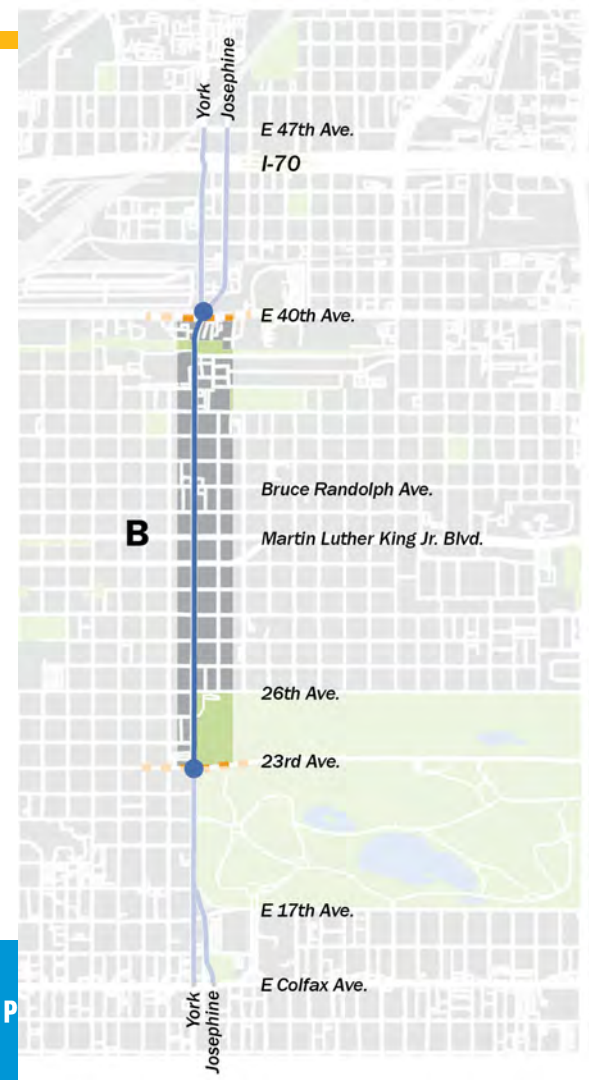 York
Josephine
E 47th Ave.
I-70
E 40th Ave.
Bruce Randolph Ave.
B
Martin Luther King Jr. Blvd.
26th Ave.
23rd Ave.
E 17th Ave.
E Colfax Ave.
P
York
Josephine